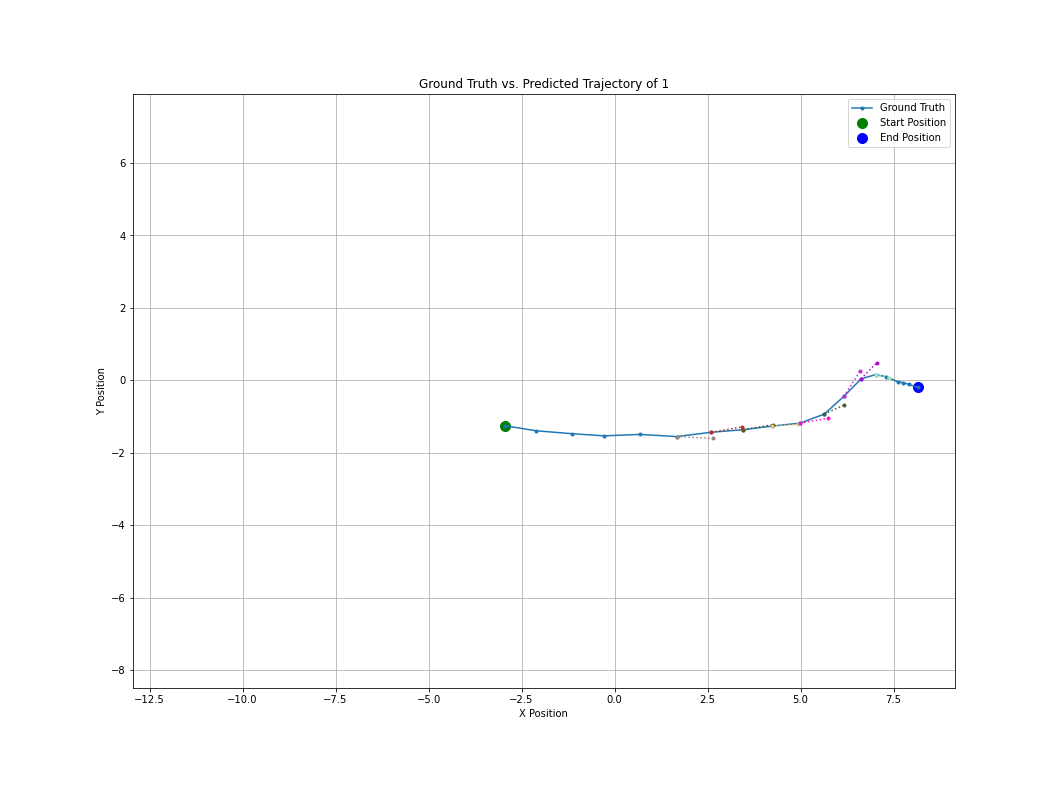 Ground Truth vs. Predicted Trajectory of 1
Ground Truth
Start Position
End Position
6
4
2
0
−2
−4
−6
−8
Y Position
−12.5 −10.0 −7.5 −5.0 −2.5 0.0 2.5 5.0 7.5
X Position